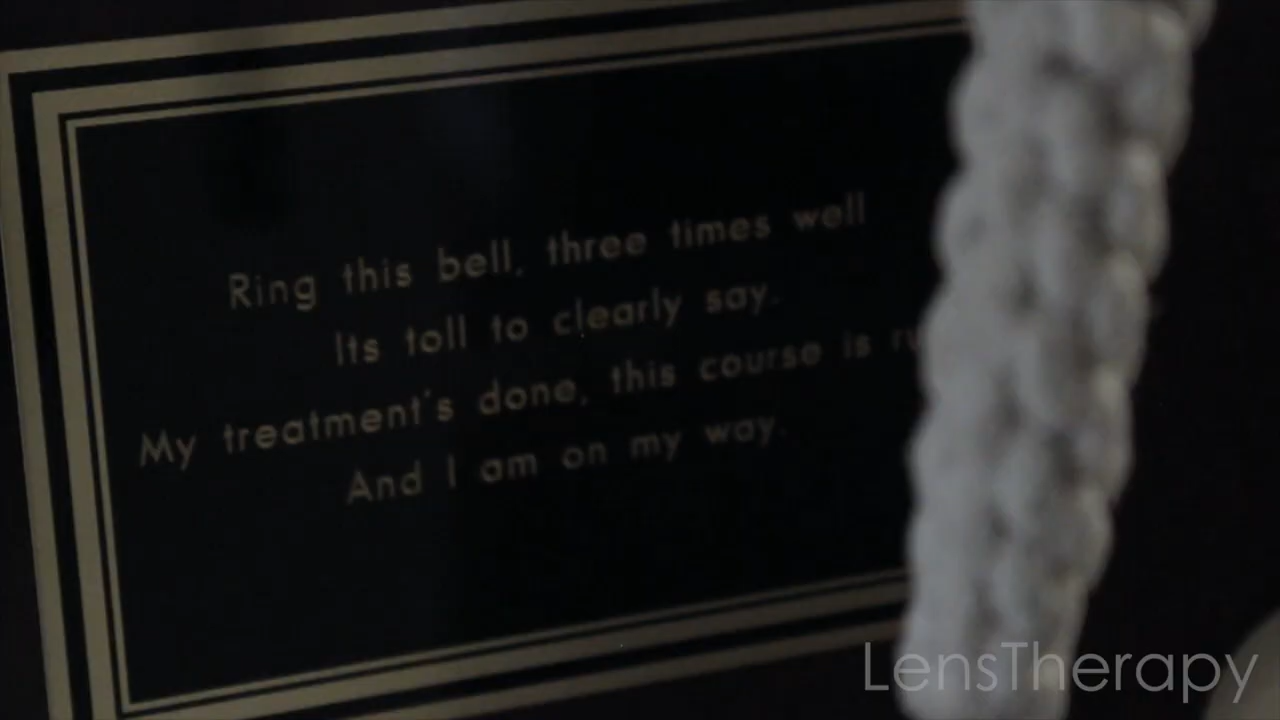 Ring this bell, three times well
Its toll to clearly say.
My treatment's done, this course is
And I am on my way.
LensTherapy